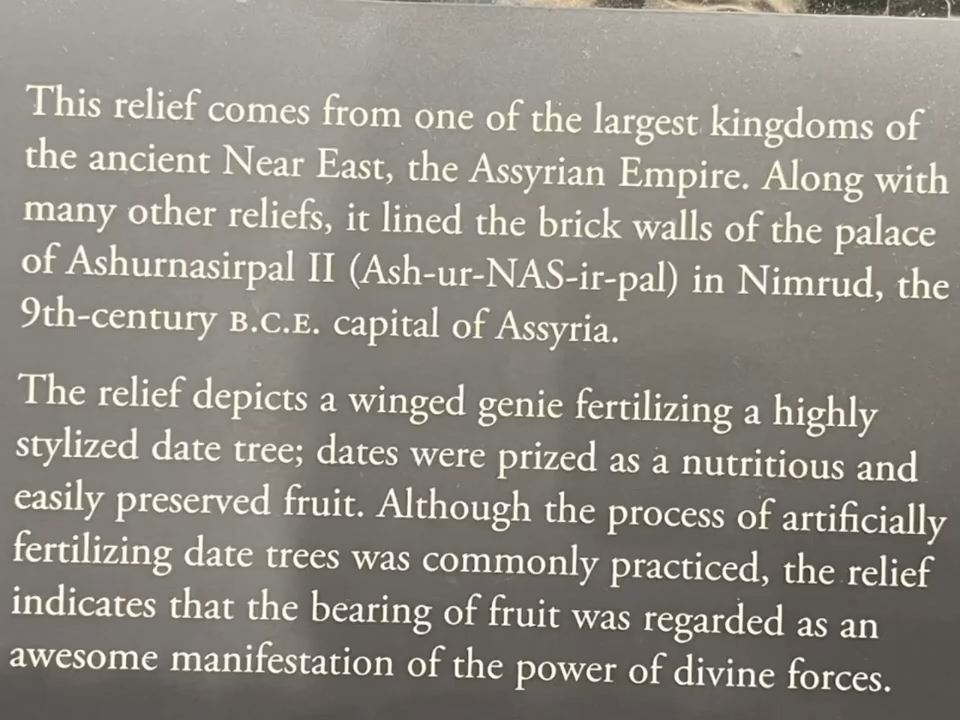 This relief comes from one of the largest kingdoms of
the ancient Near East, the Assyrian Empire. Along with
many other reliefs, it lined the brick walls of the palace
of Ashurnasirpal II (Ash-ur-NAS-ir-pal) in Nimrud, the
9th-century B.C.E. capital of Assyria.
The relief depicts a winged genie fertilizing a highly
stylized date tree; dates were prized as a nutritious and
easily preserved fruit. Although the process of artificially
fertilizing date trees was commonly practiced, the relief
indicates that the bearing of fruit was regarded as an
awesome manifestation of the power of divine forces.